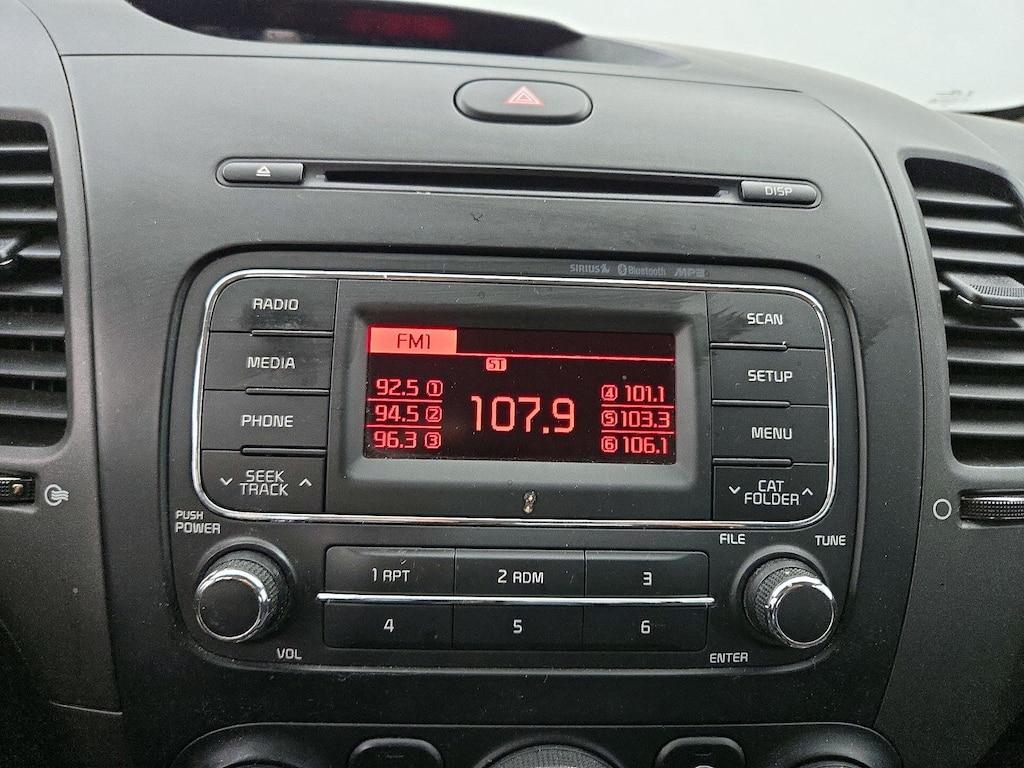 DISP
SIRIUS Bluetooth MP3
RADIO
MEDIA
PHONE
SEEK
TRACK
FM1
ST
92.5 1
94.5 2
96.3 3
107.9
4 101.1
5 103.3
6 106.1
SCAN
SETUP
MENU
CAT
FOLDER
PUSH
POWER
VOL
1 RPT
2 RDM
3
4
5
6
FILE
TUNE
ENTER